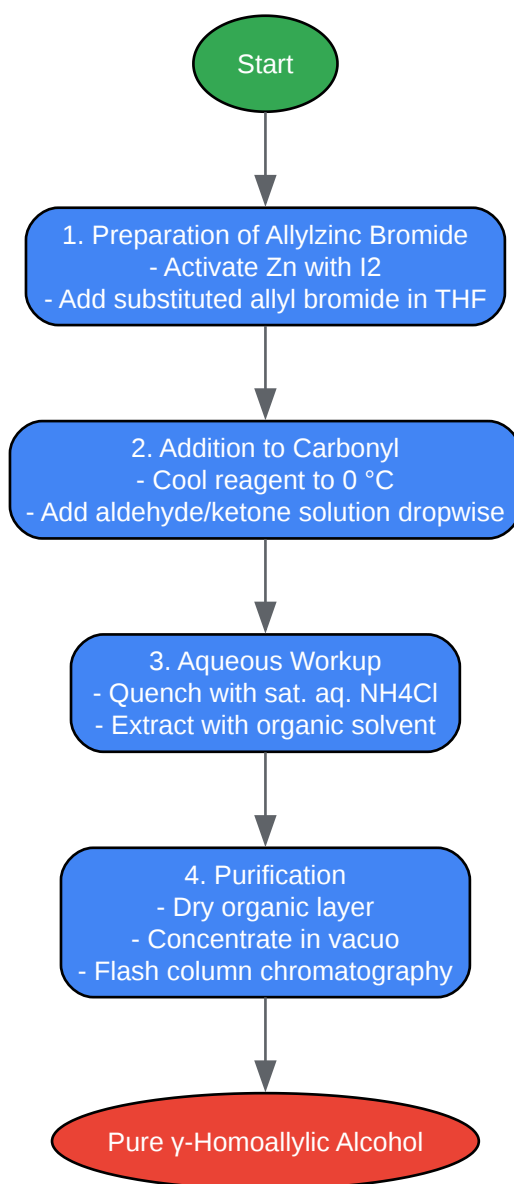 Start
1. Preparation of Allylzinc Bromide
- Activate Zn with I2
- Add substituted allyl bromide in THF
2. Addition to Carbonyl
- Cool reagent to 0 °C
- Add aldehyde/ketone solution dropwise
3. Aqueous Workup
- Quench with sat. aq. NH4Cl
- Extract with organic solvent
4. Purification
- Dry organic layer
- Concentrate in vacuo
- Flash column chromatography
Pure γ-Homoallylic Alcohol